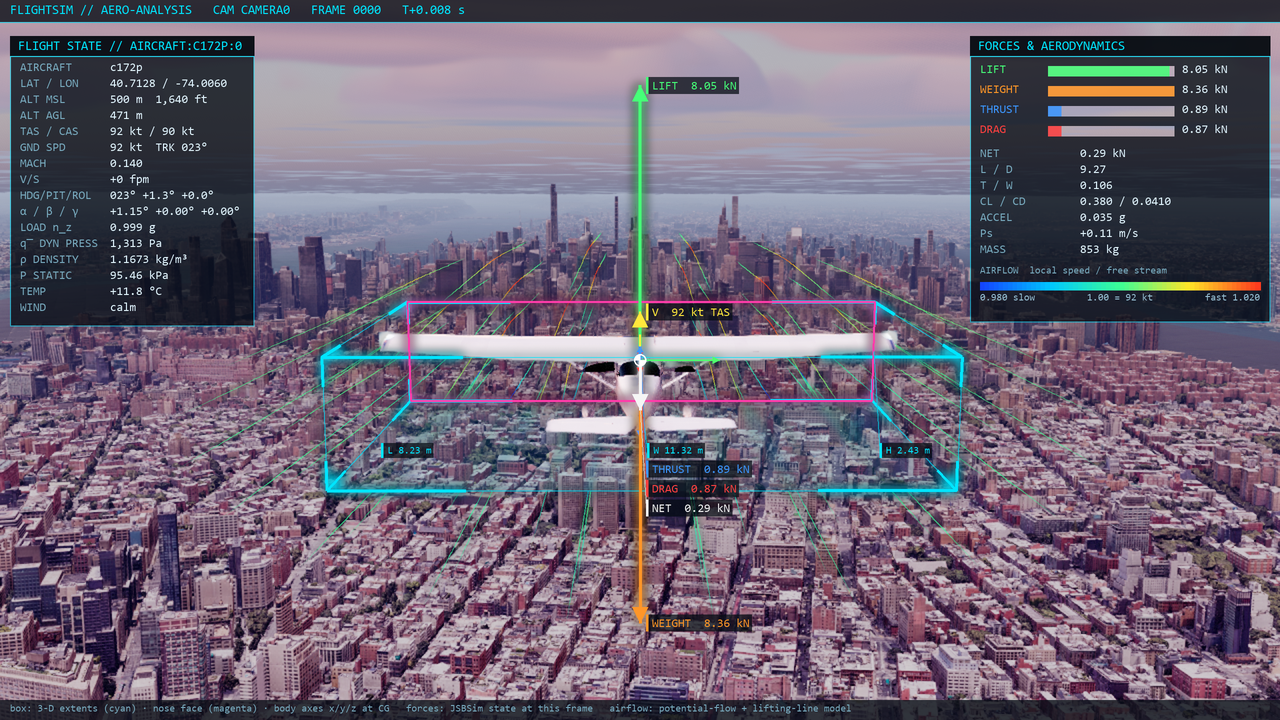 FLIGHTSIM // AERO-ANALYSIS CAM CAMERA0 FRAME 0000 T+0.008 s
FLIGHT STATE // AIRCRAFT:C172P:0
AIRCRAFT c172p
LAT / LON 40.7128 / -74.0060
ALT MSL 500 m 1,640 ft
ALT AGL 471 m
TAS / CAS 92 kt / 90 kt
GND SPD 92 kt TRK 023°
MACH 0.140
V/S +0 fpm
HDG/PIT/ROL 023° +1.3° +0.0°
α / β / γ +1.15° +0.00° +0.00°
LOAD n_z 0.999 g
q¯ DYN PRESS 1,313 Pa
ρ DENSITY 1.1673 kg/m³
P STATIC 95.46 kPa
TEMP +11.8 °C
WIND calm
FORCES & AERODYNAMICS
LIFT 8.05 kN
WEIGHT 8.36 kN
THRUST 0.89 kN
DRAG 0.87 kN
NET 0.29 kN
L / D 9.27
T / W 0.106
CL / CD 0.380 / 0.0410
ACCEL 0.035 g
Ps +0.11 m/s
MASS 853 kg
AIRFLOW local speed / free stream
0.980 slow 1.00 = 92 kt fast 1.020
LIFT 8.05 kN
V 92 kt TAS
L 8.23 m
W 11.32 m
H 2.43 m
THRUST 0.89 kN
DRAG 0.87 kN
NET 0.29 kN
WEIGHT 8.36 kN
box: 3-D extents (cyan) · nose face (magenta) · body axes x/y/z at CG forces: JSBSim state at this frame airflow: potential-flow + lifting-line model